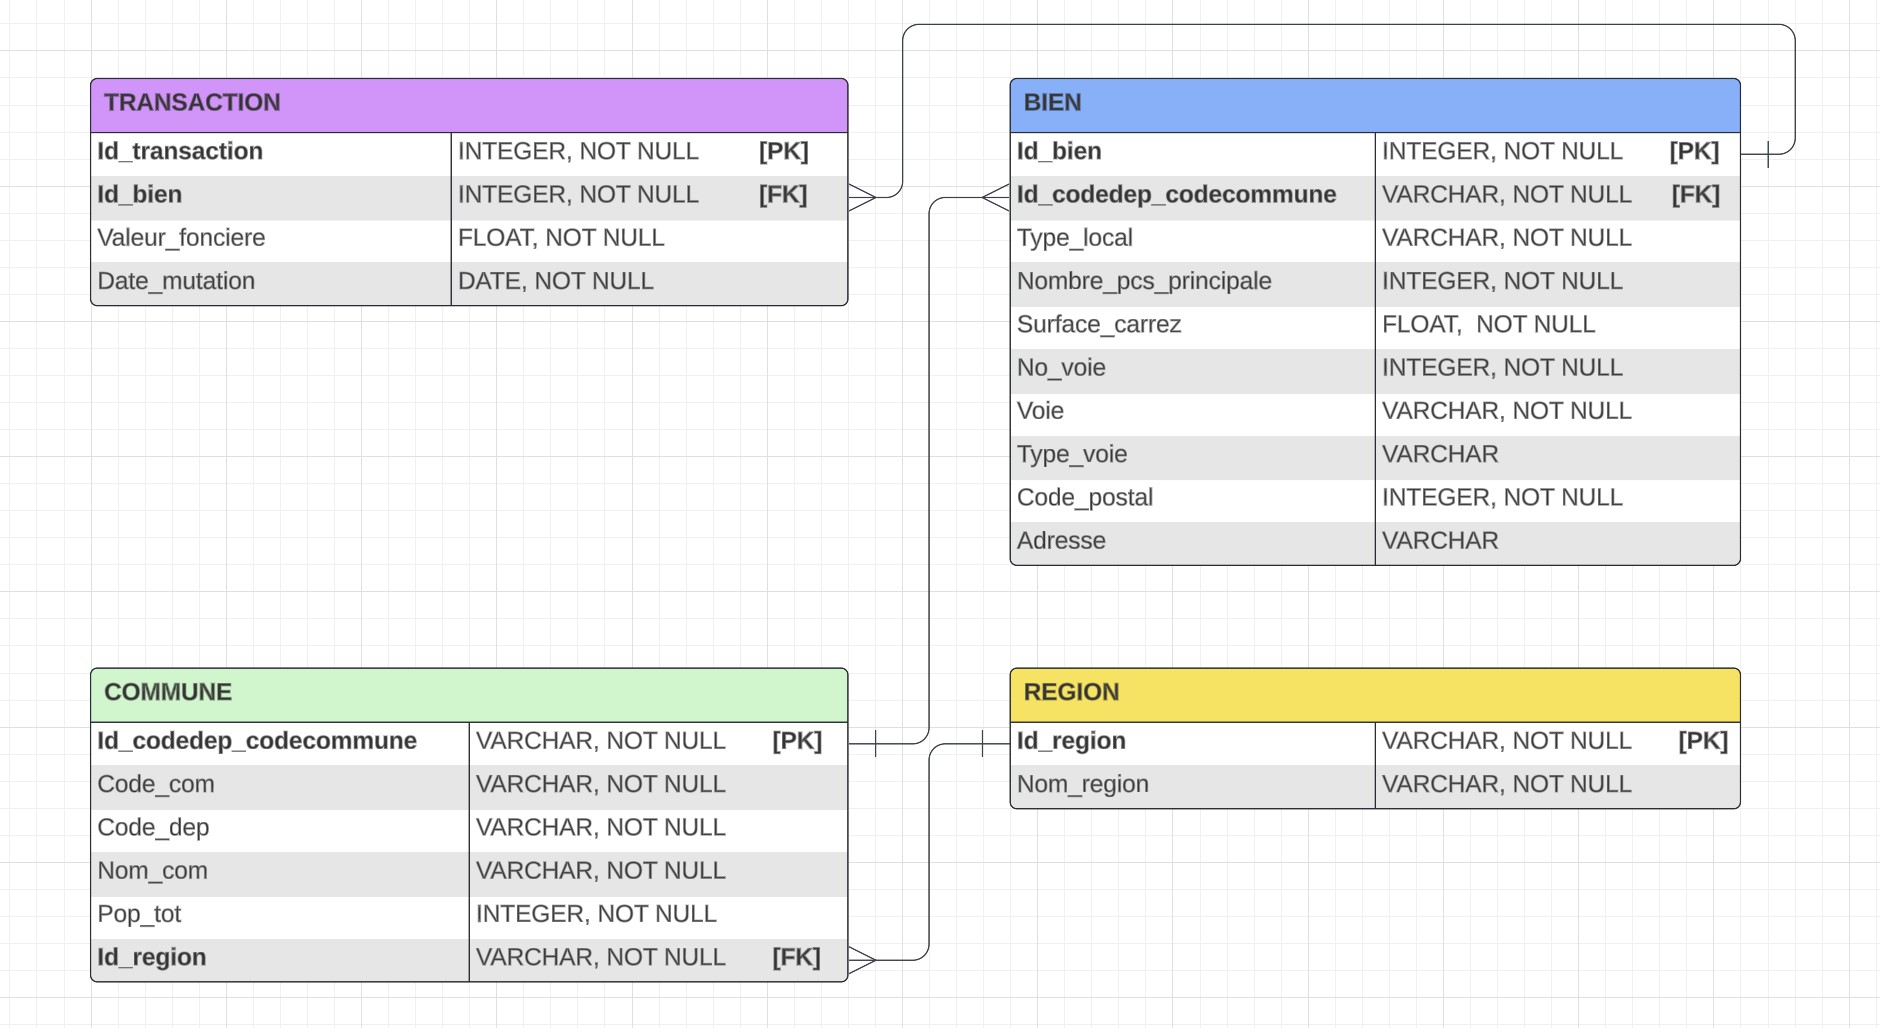 TRANSACTION
Id_transaction INTEGER, NOT NULL [PK]
Id_bien INTEGER, NOT NULL [FK]
Valeur_fonciere FLOAT, NOT NULL
Date_mutation DATE, NOT NULL
BIEN
Id_bien INTEGER, NOT NULL [PK]
Id_codedep_codecommune VARCHAR, NOT NULL [FK]
Type_local VARCHAR, NOT NULL
Nombre_pcs_principale INTEGER, NOT NULL
Surface_carrez FLOAT,  NOT NULL
No_voie INTEGER, NOT NULL
Voie VARCHAR, NOT NULL
Type_voie VARCHAR
Code_postal INTEGER, NOT NULL
Adresse VARCHAR
COMMUNE
Id_codedep_codecommune VARCHAR, NOT NULL [PK]
Code_com VARCHAR, NOT NULL
Code_dep VARCHAR, NOT NULL
Nom_com VARCHAR, NOT NULL
Pop_tot INTEGER, NOT NULL
Id_region VARCHAR, NOT NULL [FK]
REGION
Id_region VARCHAR, NOT NULL [PK]
Nom_region VARCHAR, NOT NULL